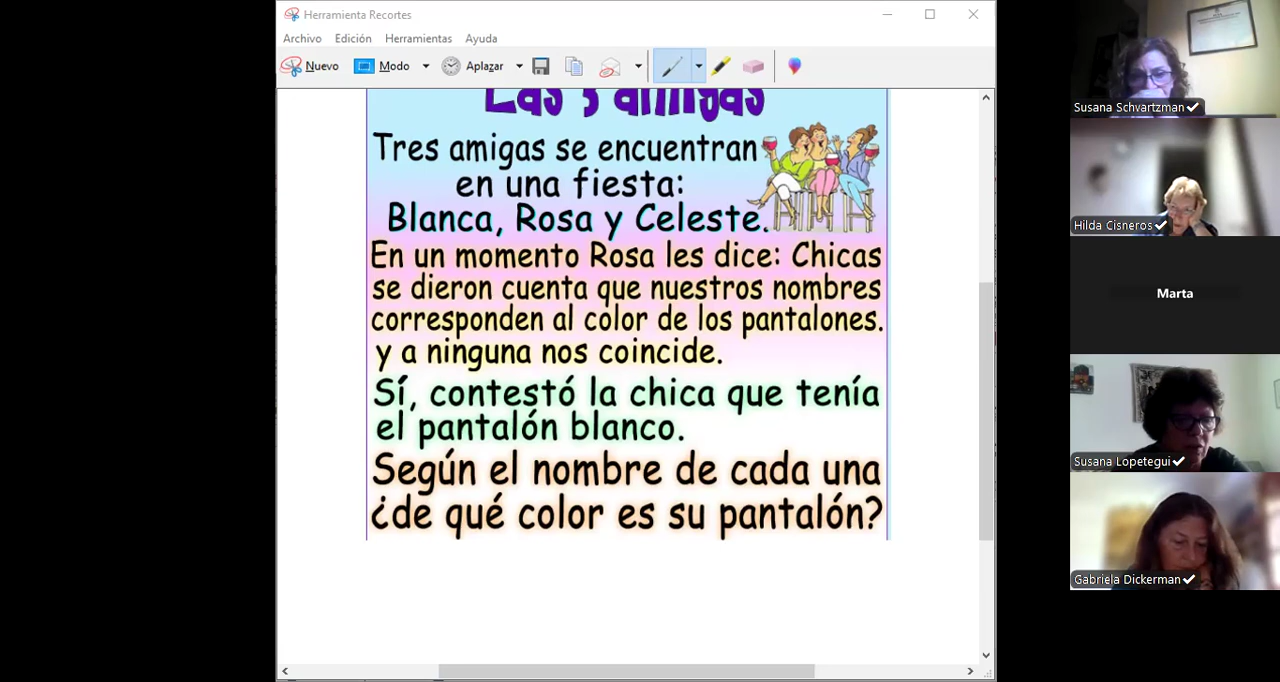 Herramienta Recortes
Archivo Edición Herramientas Ayuda
Nuevo Modo Aplazar
Las 3 amigas
Tres amigas se encuentran
en una fiesta:
Blanca, Rosa y Celeste.
En un momento Rosa les dice: Chicas
se dieron cuenta que nuestros nombres
corresponden al color de los pantalones.
y a ninguna nos coincide.
Sí, contestó la chica que tenía
el pantalón blanco.
Según el nombre de cada una
¿de qué color es su pantalón?
Susana Schvartzman
Hilda Cisneros
Marta
Susana Lopetegui
Gabriela Dickerman